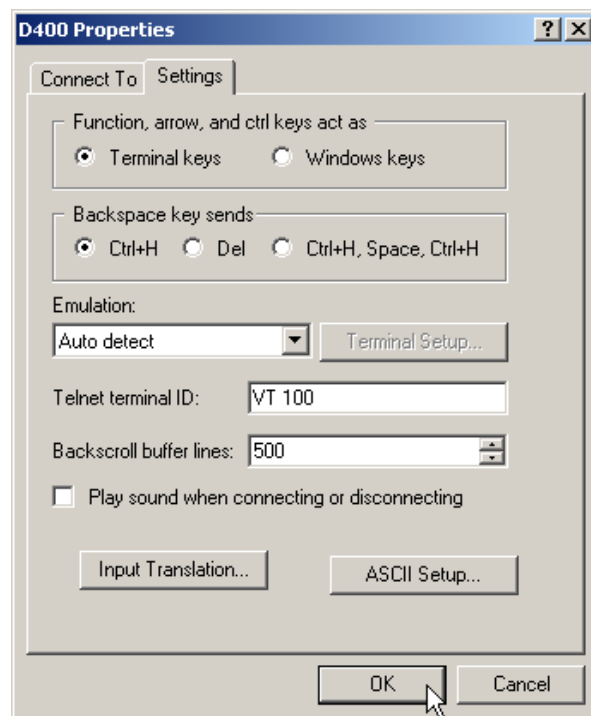 D400 Properties
Connect To Settings
Function, arrow, and ctrl keys act as
Terminal keys Windows keys
Backspace key sends
Ctrl+H Del Ctrl+H, Space, Ctrl+H
Emulation:
Auto detect Terminal Setup...
Telnet terminal ID: VT 100
Backscroll buffer lines: 500
Play sound when connecting or disconnecting
Input Translation... ASCII Setup...
OK Cancel